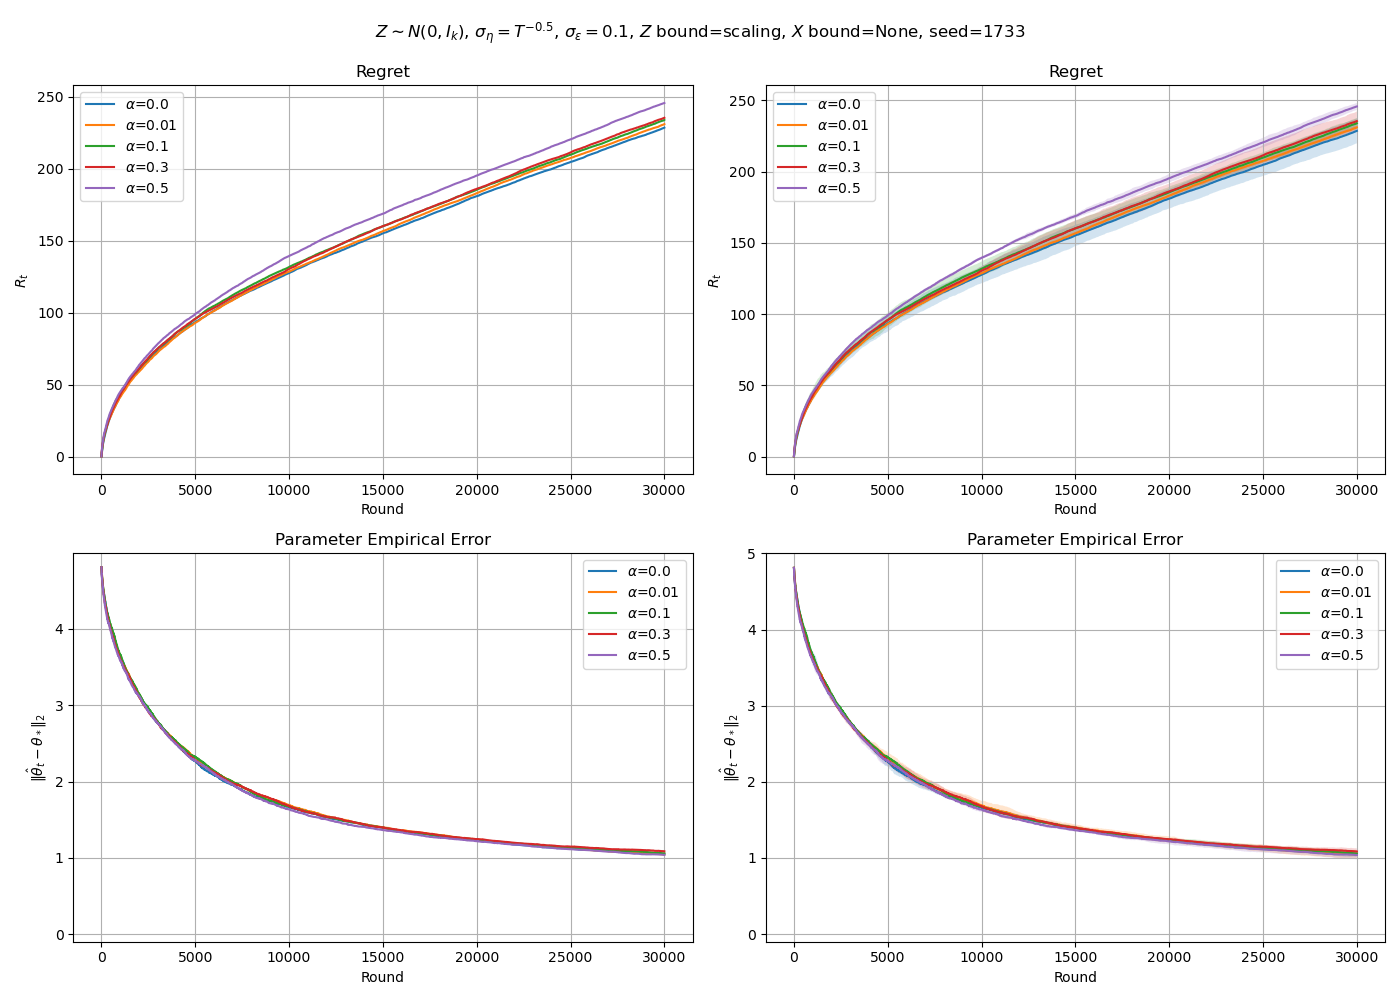 Z ∼ N(0, I_k), σ_η = T^{−0.5}, σ_ε = 0.1, Z bound=scaling, X bound=None, seed=1733
Regret
250
200
150
100
50
0
R_t
α=0.0
α=0.01
α=0.1
α=0.3
α=0.5
0 5000 10000 15000 20000 25000 30000
Round
Regret
250
200
150
100
50
0
R_t
α=0.0
α=0.01
α=0.1
α=0.3
α=0.5
0 5000 10000 15000 20000 25000 30000
Round
Parameter Empirical Error
4
3
2
1
0
‖θ̂_t − θ_*‖_2
α=0.0
α=0.01
α=0.1
α=0.3
α=0.5
0 5000 10000 15000 20000 25000 30000
Round
Parameter Empirical Error
5
4
3
2
1
0
‖θ̂_t − θ_*‖_2
α=0.0
α=0.01
α=0.1
α=0.3
α=0.5
0 5000 10000 15000 20000 25000 30000
Round